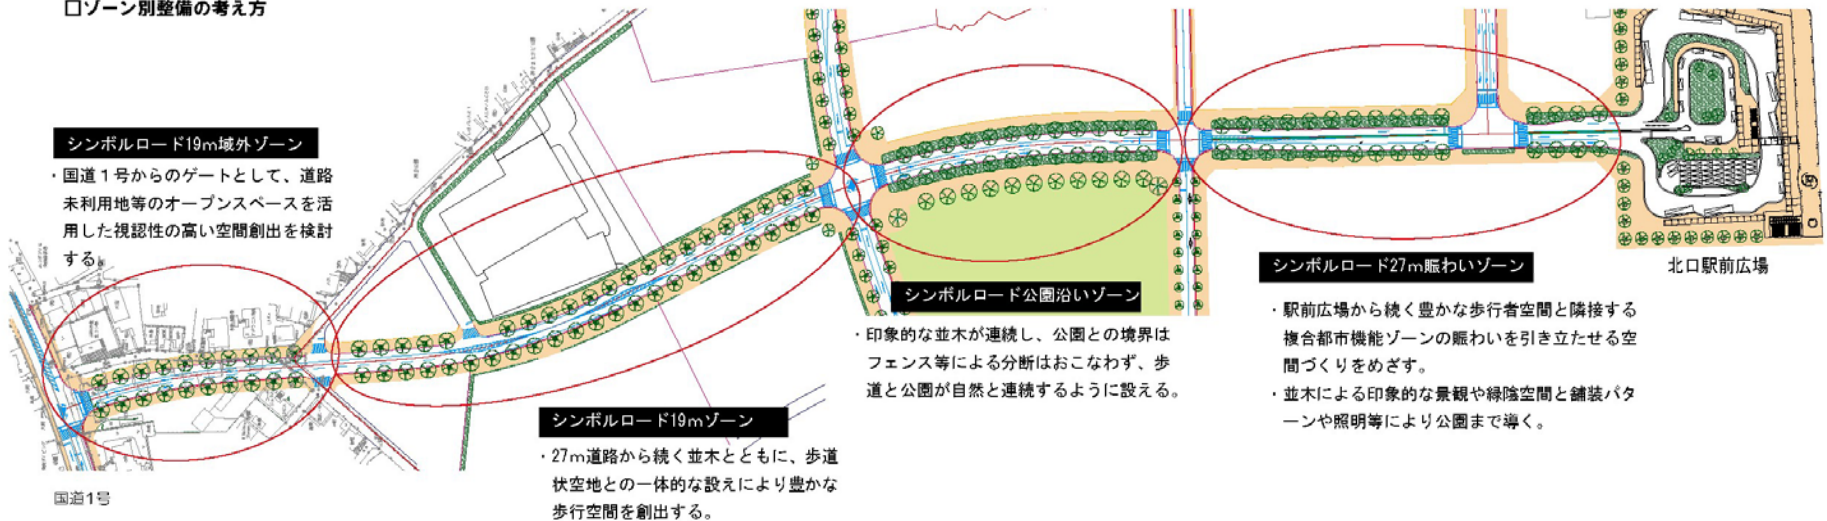 □ゾーン別整備の考え方
シンボルロード19m域外ゾーン
・国道1号からのゲートとして、道路
未利用地等のオープンスペースを活
用した視認性の高い空間創出を検討
する。
国道1号
シンボルロード19mゾーン
・27m道路から続く並木とともに、歩道
状空地との一体的な設えにより豊かな
歩行空間を創出する。
シンボルロード公園沿いゾーン
・印象的な並木が連続し、公園との境界は
フェンス等による分断はおこなわず、歩
道と公園が自然と連続するように設える。
シンボルロード27m賑わいゾーン
・駅前広場から続く豊かな歩行者空間と隣接する
複合都市機能ゾーンの賑わいを引き立たせる空
間づくりをめざす。
・並木による印象的な景観や緑陰空間と舗装パタ
ーンや照明等により公園まで導く。
北口駅前広場